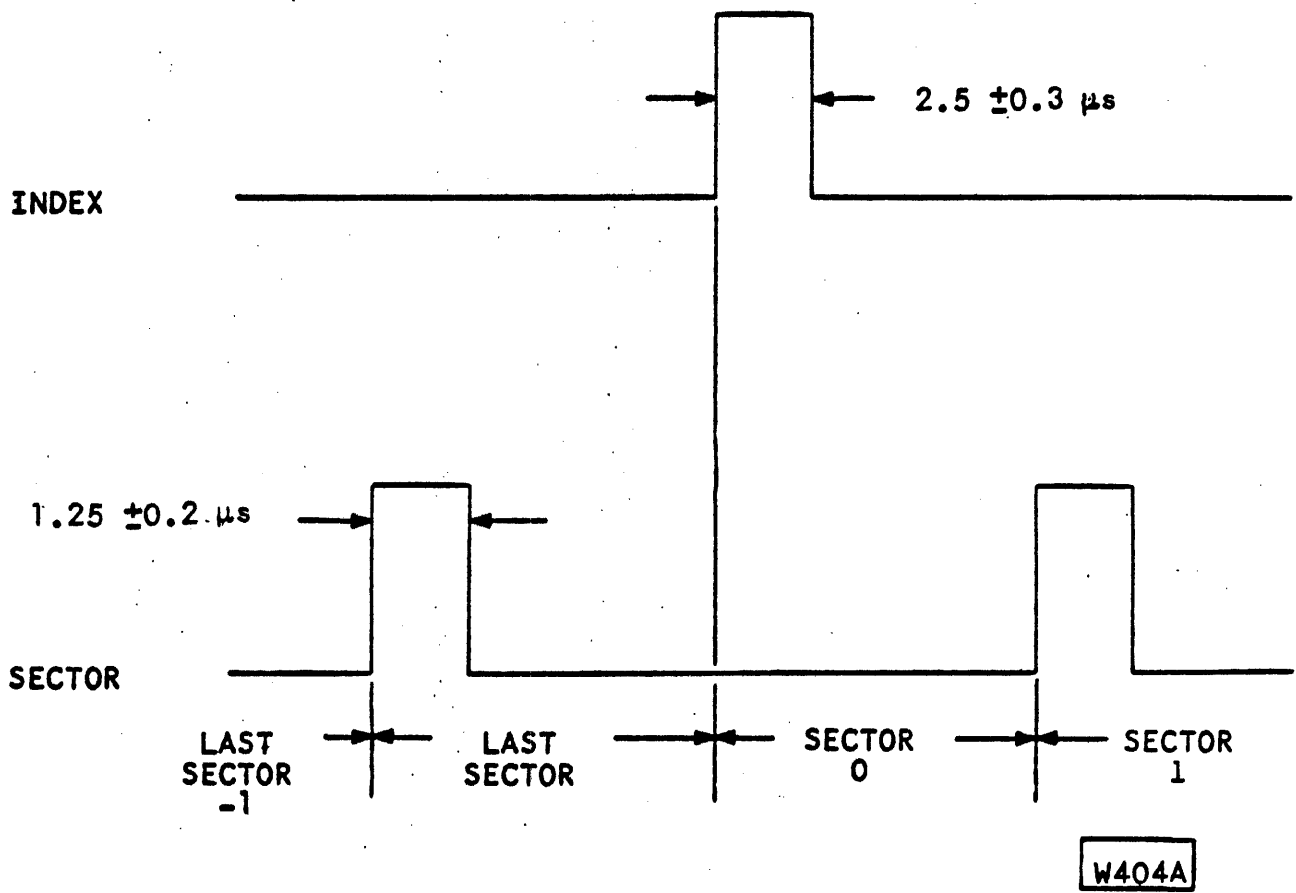 2.5 ±0.3 µs
INDEX
1.25 ±0.2 µs
SECTOR
LAST
SECTOR
-1
LAST
SECTOR
SECTOR
0
SECTOR
1
W404A